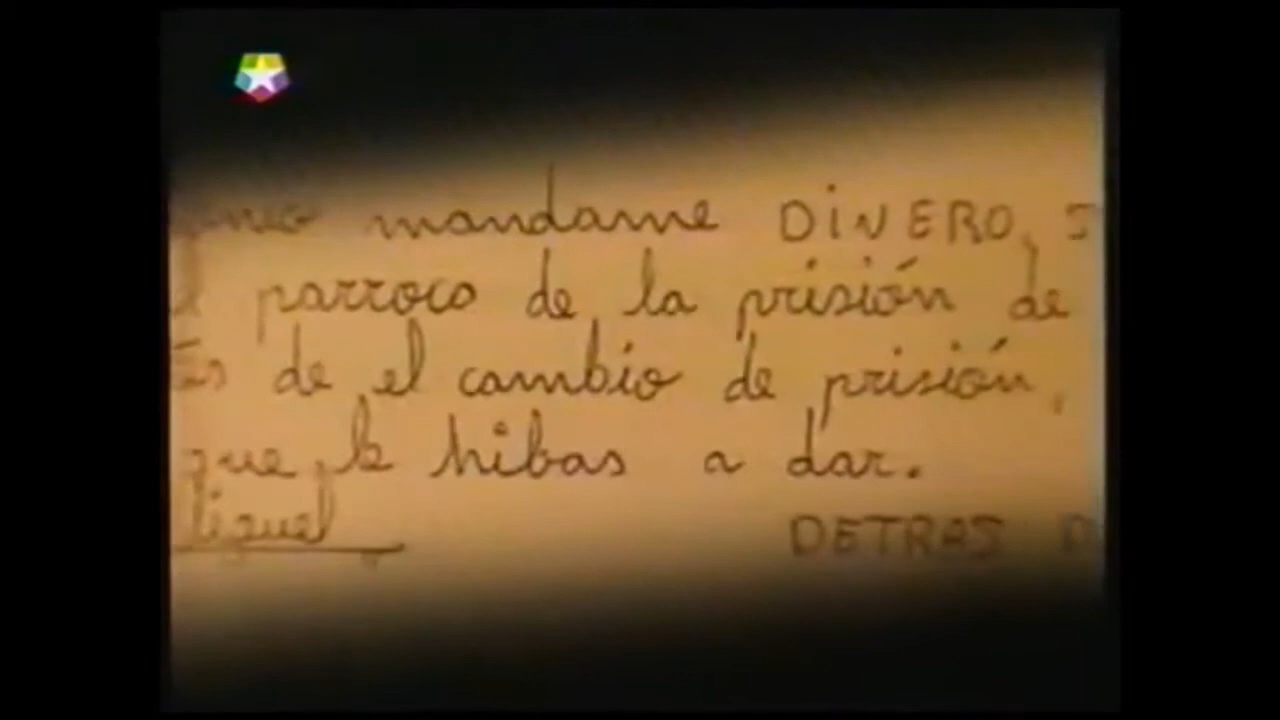 mandame DINERO,
parroco de la prisión de
de el cambio de prisión,
que le hibas a dar.
DETRAS